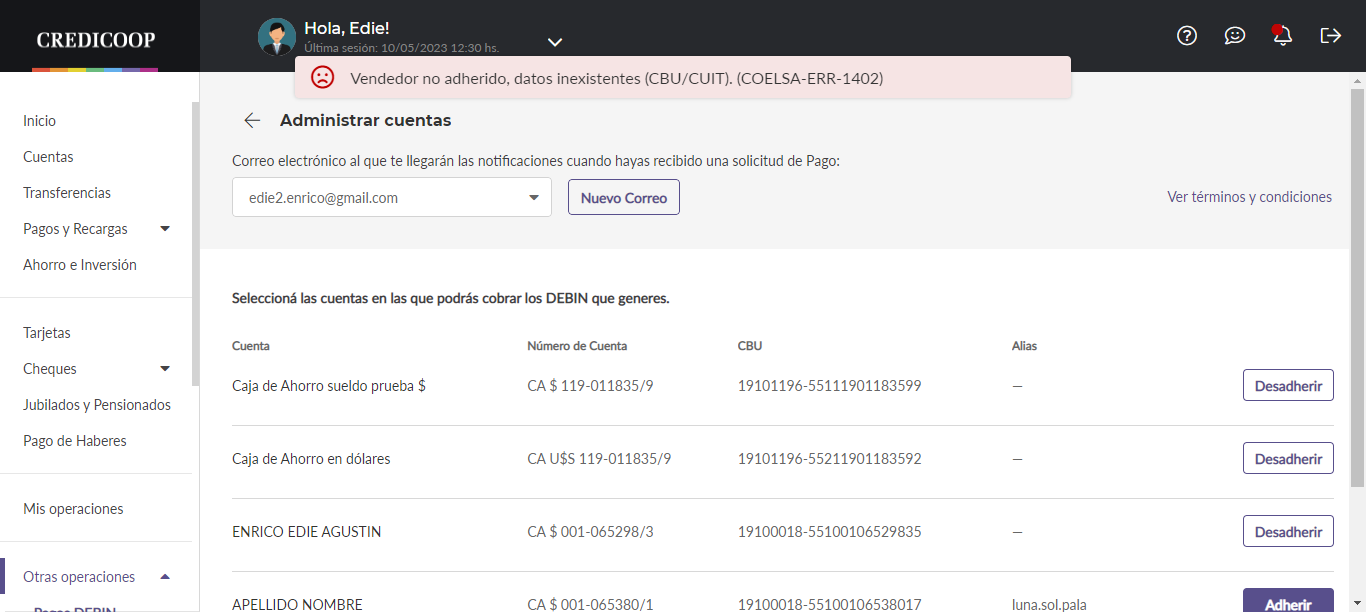 CREDICOOP
Hola, Edie!
Última sesión: 10/05/2023 12:30 hs.
Vendedor no adherido, datos inexistentes (CBU/CUIT). (COELSA-ERR-1402)
Inicio
Cuentas
Transferencias
Pagos y Recargas
Ahorro e Inversión
Tarjetas
Cheques
Jubilados y Pensionados
Pago de Haberes
Mis operaciones
Otras operaciones
Pagos DEBIN
Administrar cuentas
Correo electrónico al que te llegarán las notificaciones cuando hayas recibido una solicitud de Pago:
edie2.enrico@gmail.com
Nuevo Correo
Ver términos y condiciones
Seleccioná las cuentas en las que podrás cobrar los DEBIN que generes.
Cuenta Número de Cuenta CBU Alias
Caja de Ahorro sueldo prueba $ CA $ 119-011835/9 19101196-55111901183599 — Desadherir
Caja de Ahorro en dólares CA U$S 119-011835/9 19101196-55211901183592 — Desadherir
ENRICO EDIE AGUSTIN CA $ 001-065298/3 19100018-55100106529835 — Desadherir
APELLIDO NOMBRE CA $ 001-065380/1 19100018-55100106538017 luna.sol.pala Adherir